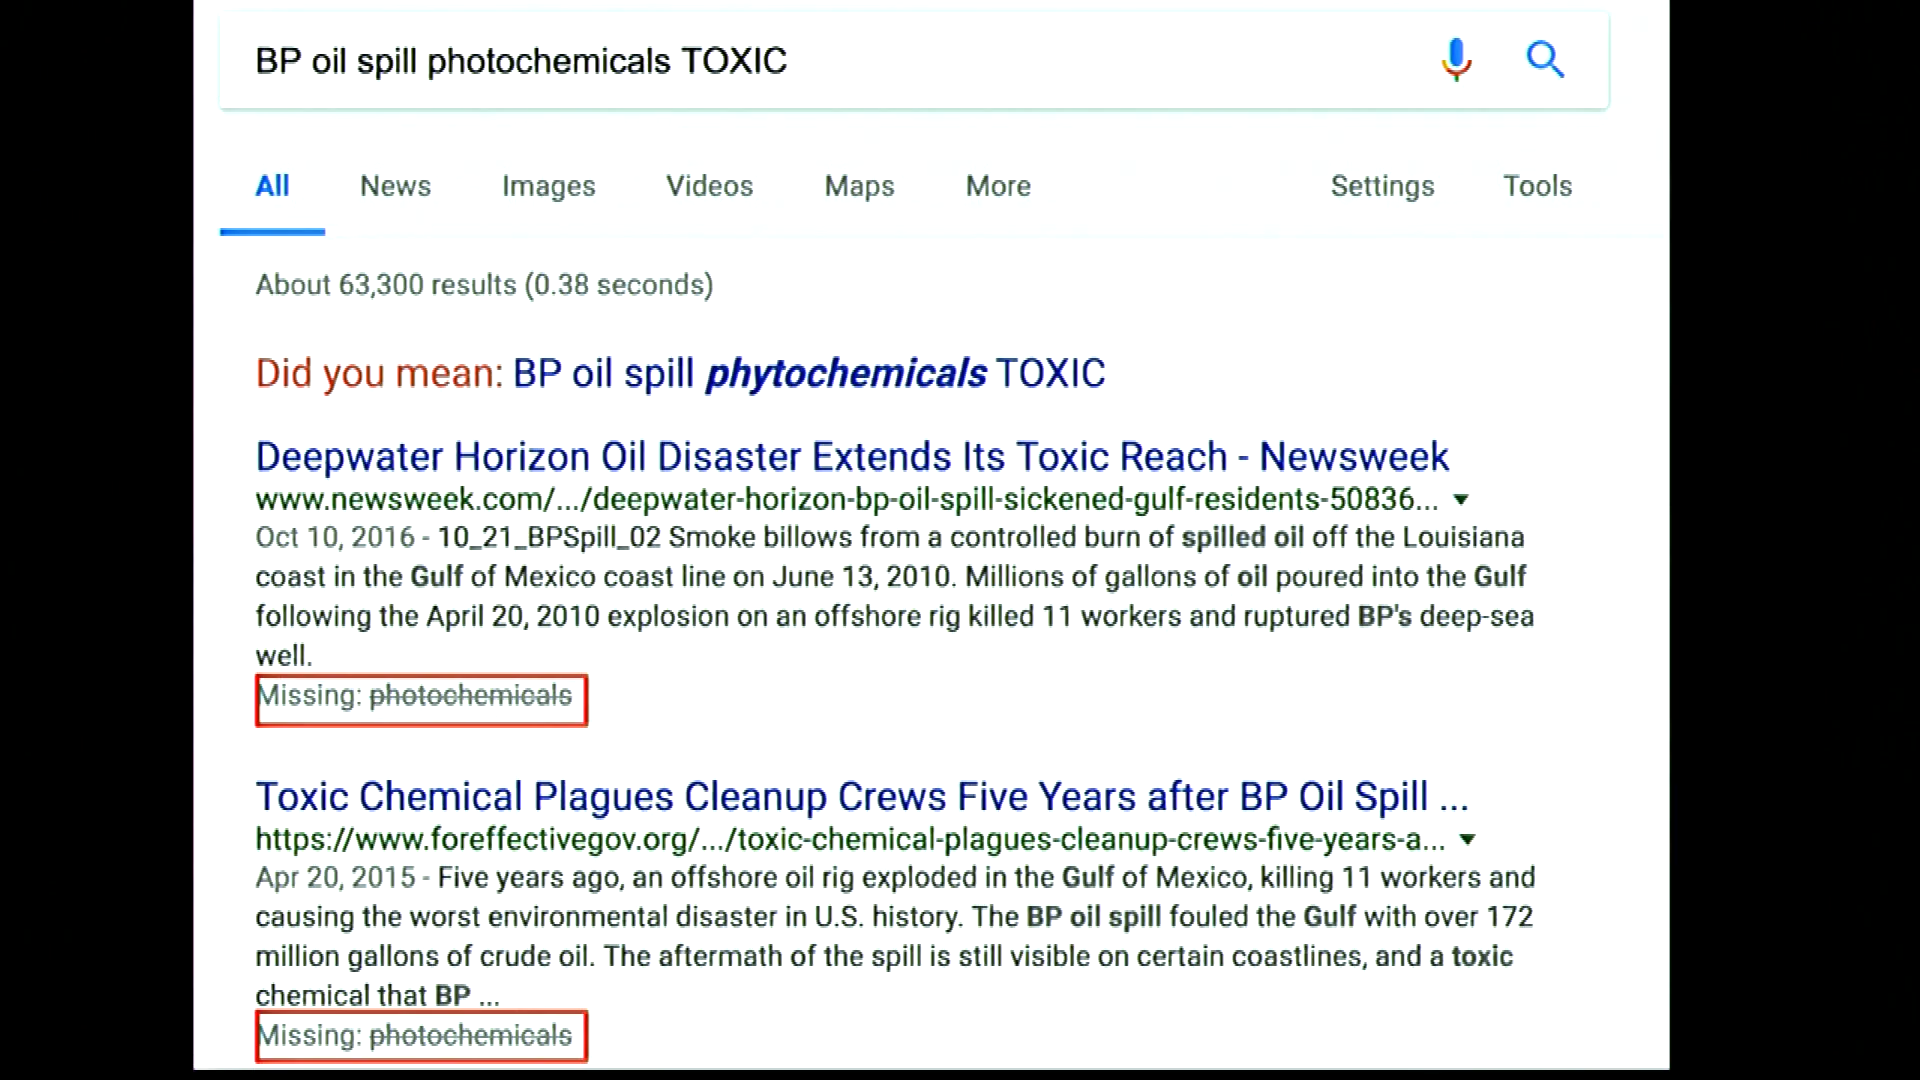 BP oil spill photochemicals TOXIC
All News Images Videos Maps More Settings Tools
About 63,300 results (0.38 seconds)
Did you mean: BP oil spill phytochemicals TOXIC
Deepwater Horizon Oil Disaster Extends Its Toxic Reach - Newsweek
www.newsweek.com/.../deepwater-horizon-bp-oil-spill-sickened-gulf-residents-50836...
Oct 10, 2016 - 10_21_BPSpill_02 Smoke billows from a controlled burn of spilled oil off the Louisiana
coast in the Gulf of Mexico coast line on June 13, 2010. Millions of gallons of oil poured into the Gulf
following the April 20, 2010 explosion on an offshore rig killed 11 workers and ruptured BP's deep-sea
well.
Missing: photochemicals
Toxic Chemical Plagues Cleanup Crews Five Years after BP Oil Spill ...
https://www.foreffectivegov.org/.../toxic-chemical-plagues-cleanup-crews-five-years-a...
Apr 20, 2015 - Five years ago, an offshore oil rig exploded in the Gulf of Mexico, killing 11 workers and
causing the worst environmental disaster in U.S. history. The BP oil spill fouled the Gulf with over 172
million gallons of crude oil. The aftermath of the spill is still visible on certain coastlines, and a toxic
chemical that BP ...
Missing: photochemicals